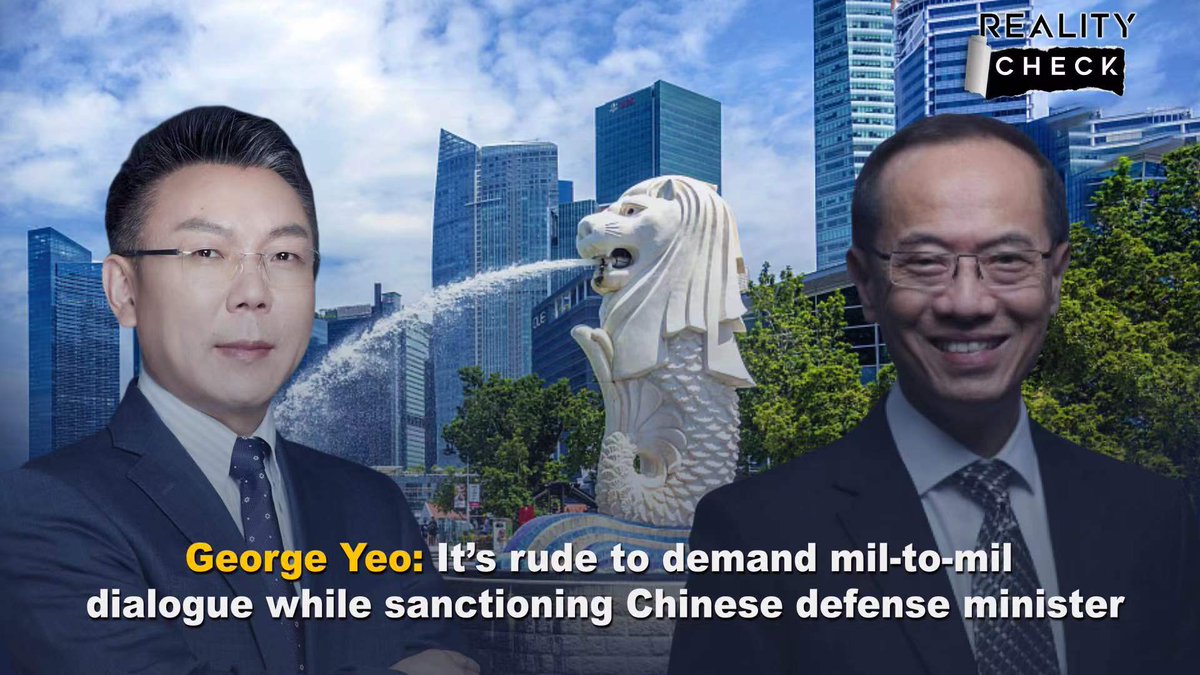 REALITY
CHECK
George Yeo: It's rude to demand mil-to-mil
dialogue while sanctioning Chinese defense minister